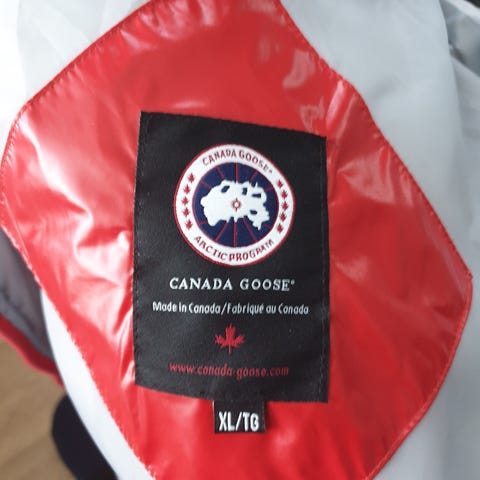 CANADA GOOSE®
ARCTIC PROGRAM
CANADA GOOSE®
Made in Canada/Fabriqué au Canada
www.canada-goose.com
XL/TG